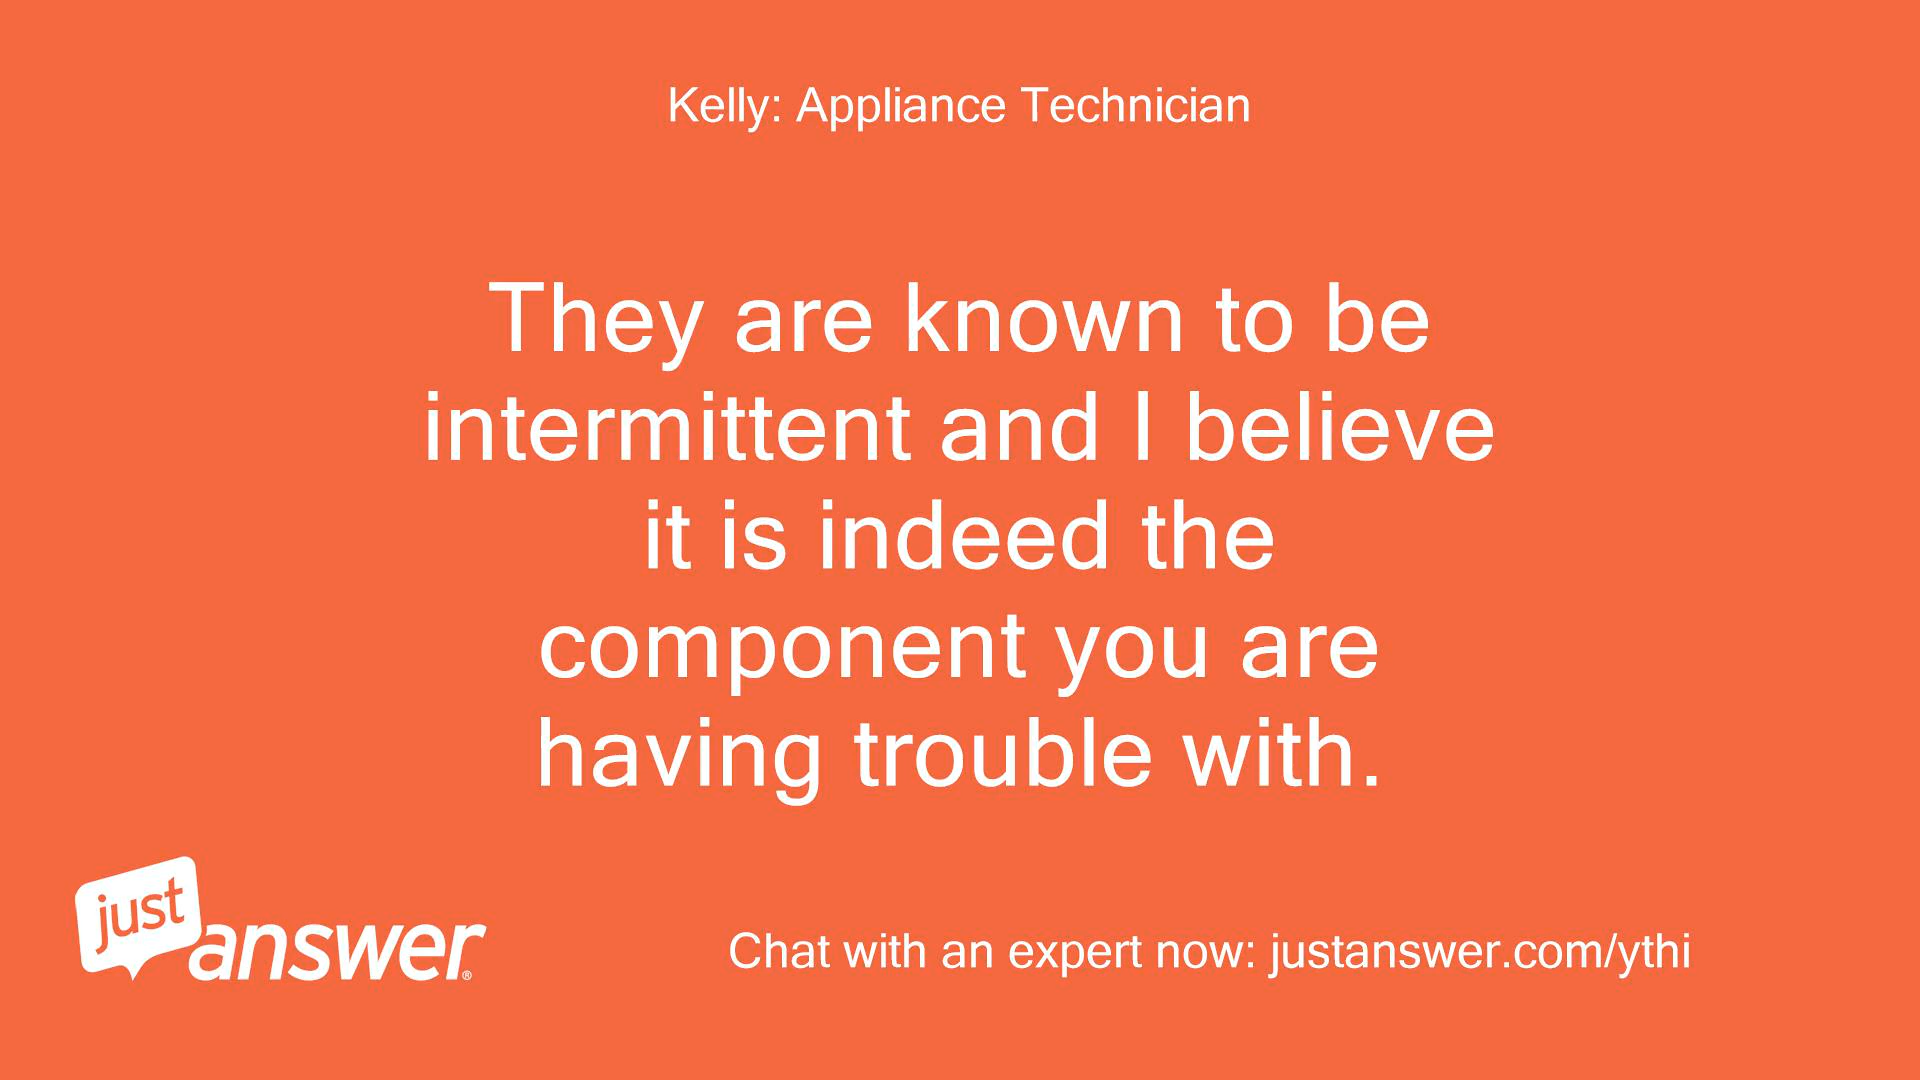 Kelly: Appliance Technician
They are known to be
intermittent and I believe
it is indeed the
component you are
having trouble with.
just
answer®
Chat with an expert now: justanswer.com/ythi